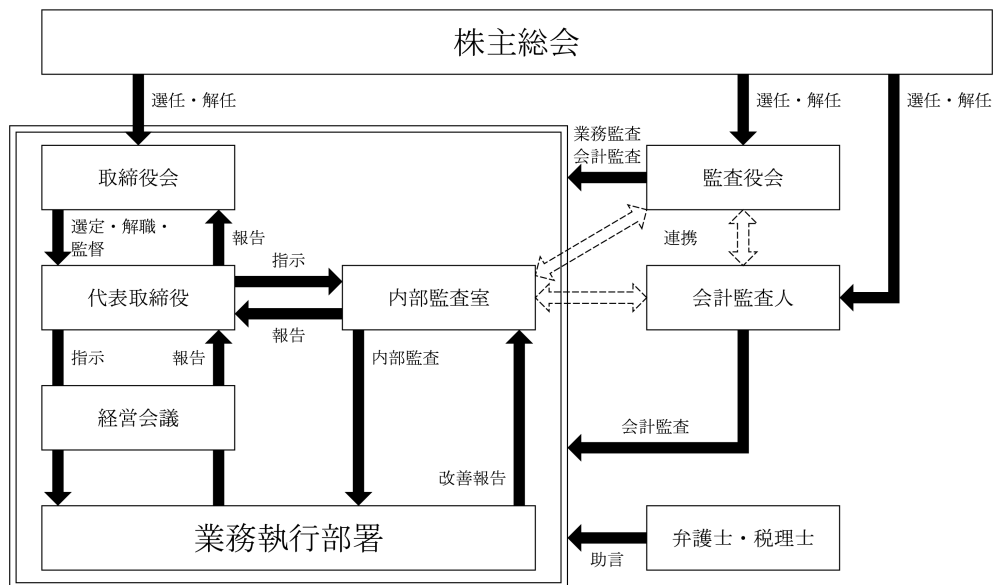 株主総会
選任・解任
選任・解任
選任・解任
業務監査
会計監査
取締役会
監査役会
選定・解職・
監督
報告
連携
指示
代表取締役
内部監査室
会計監査人
報告
指示
報告
内部監査
経営会議
会計監査
改善報告
業務執行部署
弁護士・税理士
助言